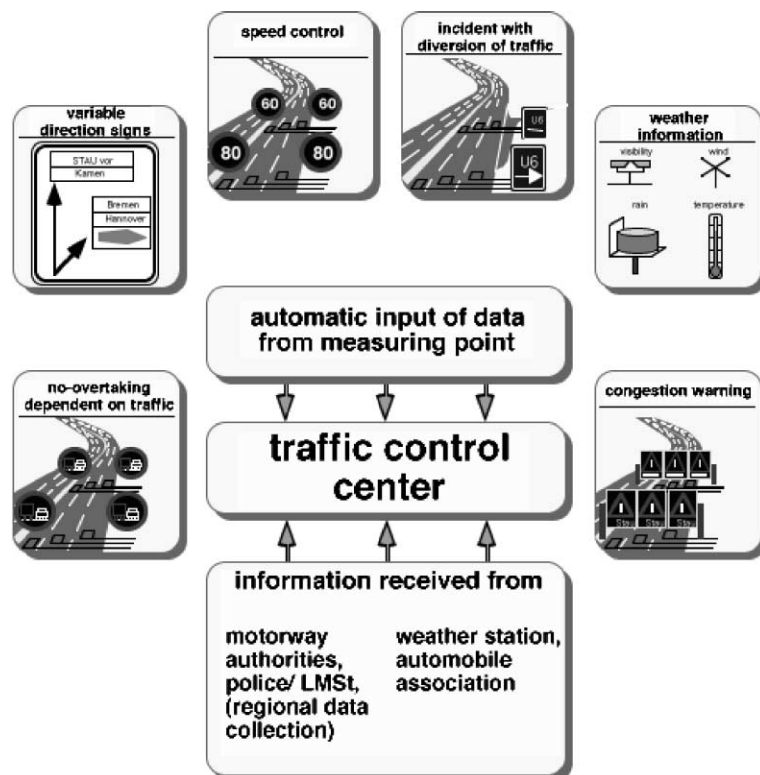 speed control
60
60
80
80
incident with
diversion of traffic
U6
U6
variable
direction signs
STAU vor
Kamen
Bremen
Hannover
weather
information
visibility
wind
rain
temperature
automatic input of data
from measuring point
no-overtaking
dependent on traffic
traffic control
center
congestion warning
Stau
Stau
Stau
information received from
motorway
authorities,
police/ LMSt,
(regional data
collection)
weather station,
automobile
association